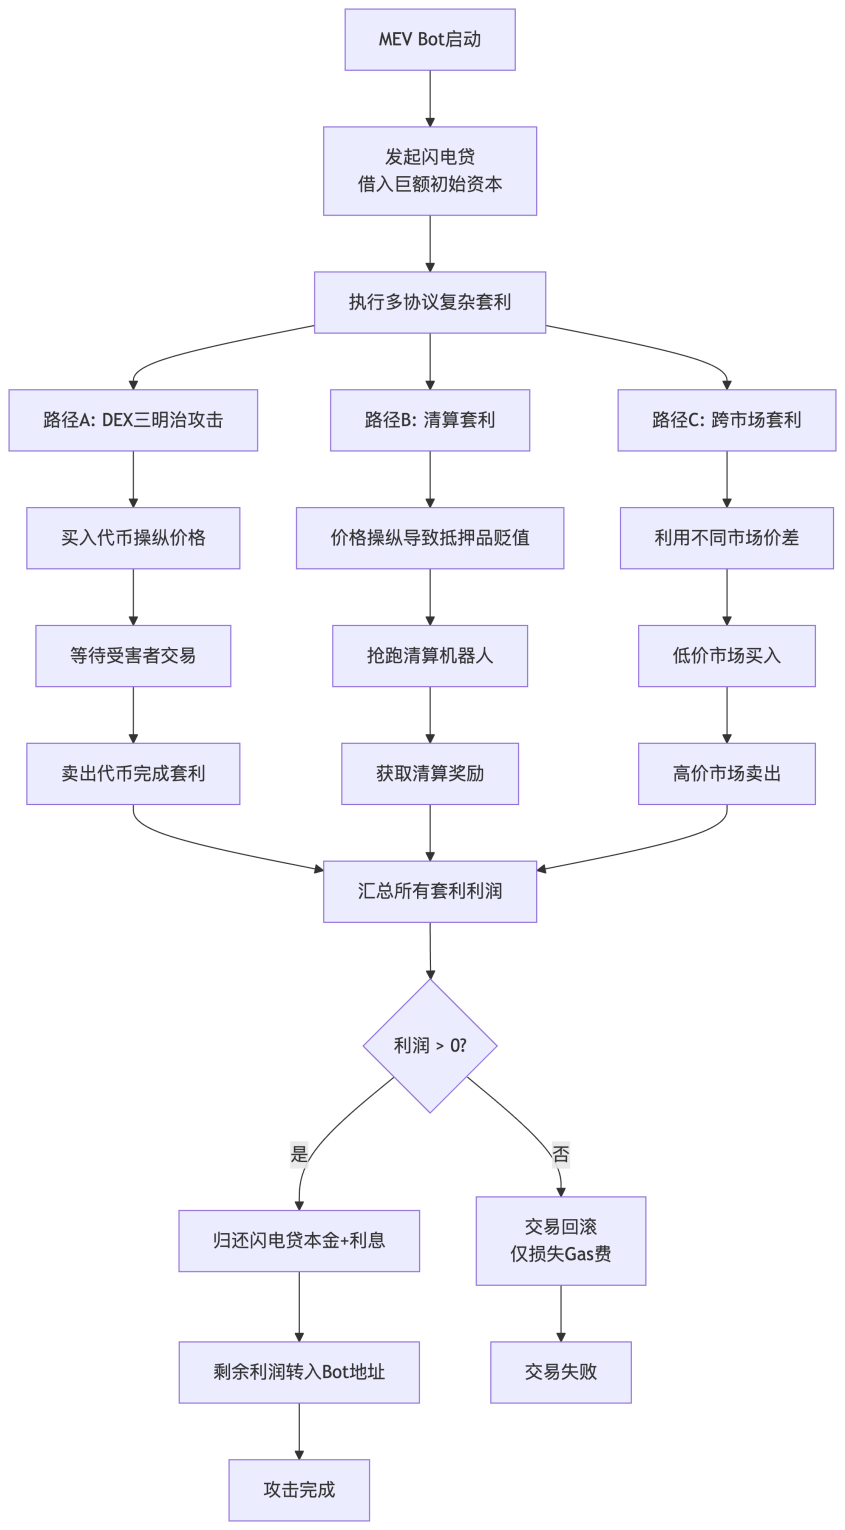 MEV Bot启动
发起闪电贷
借入巨额初始资本
执行多协议复杂套利
路径A: DEX三明治攻击
路径B: 清算套利
路径C: 跨市场套利
买入代币操纵价格
价格操纵导致抵押品贬值
利用不同市场价差
等待受害者交易
抢跑清算机器人
低价市场买入
卖出代币完成套利
获取清算奖励
高价市场卖出
汇总所有套利利润
利润 > 0?
是
否
归还闪电贷本金+利息
交易回滚
仅损失Gas费
剩余利润转入Bot地址
交易失败
攻击完成